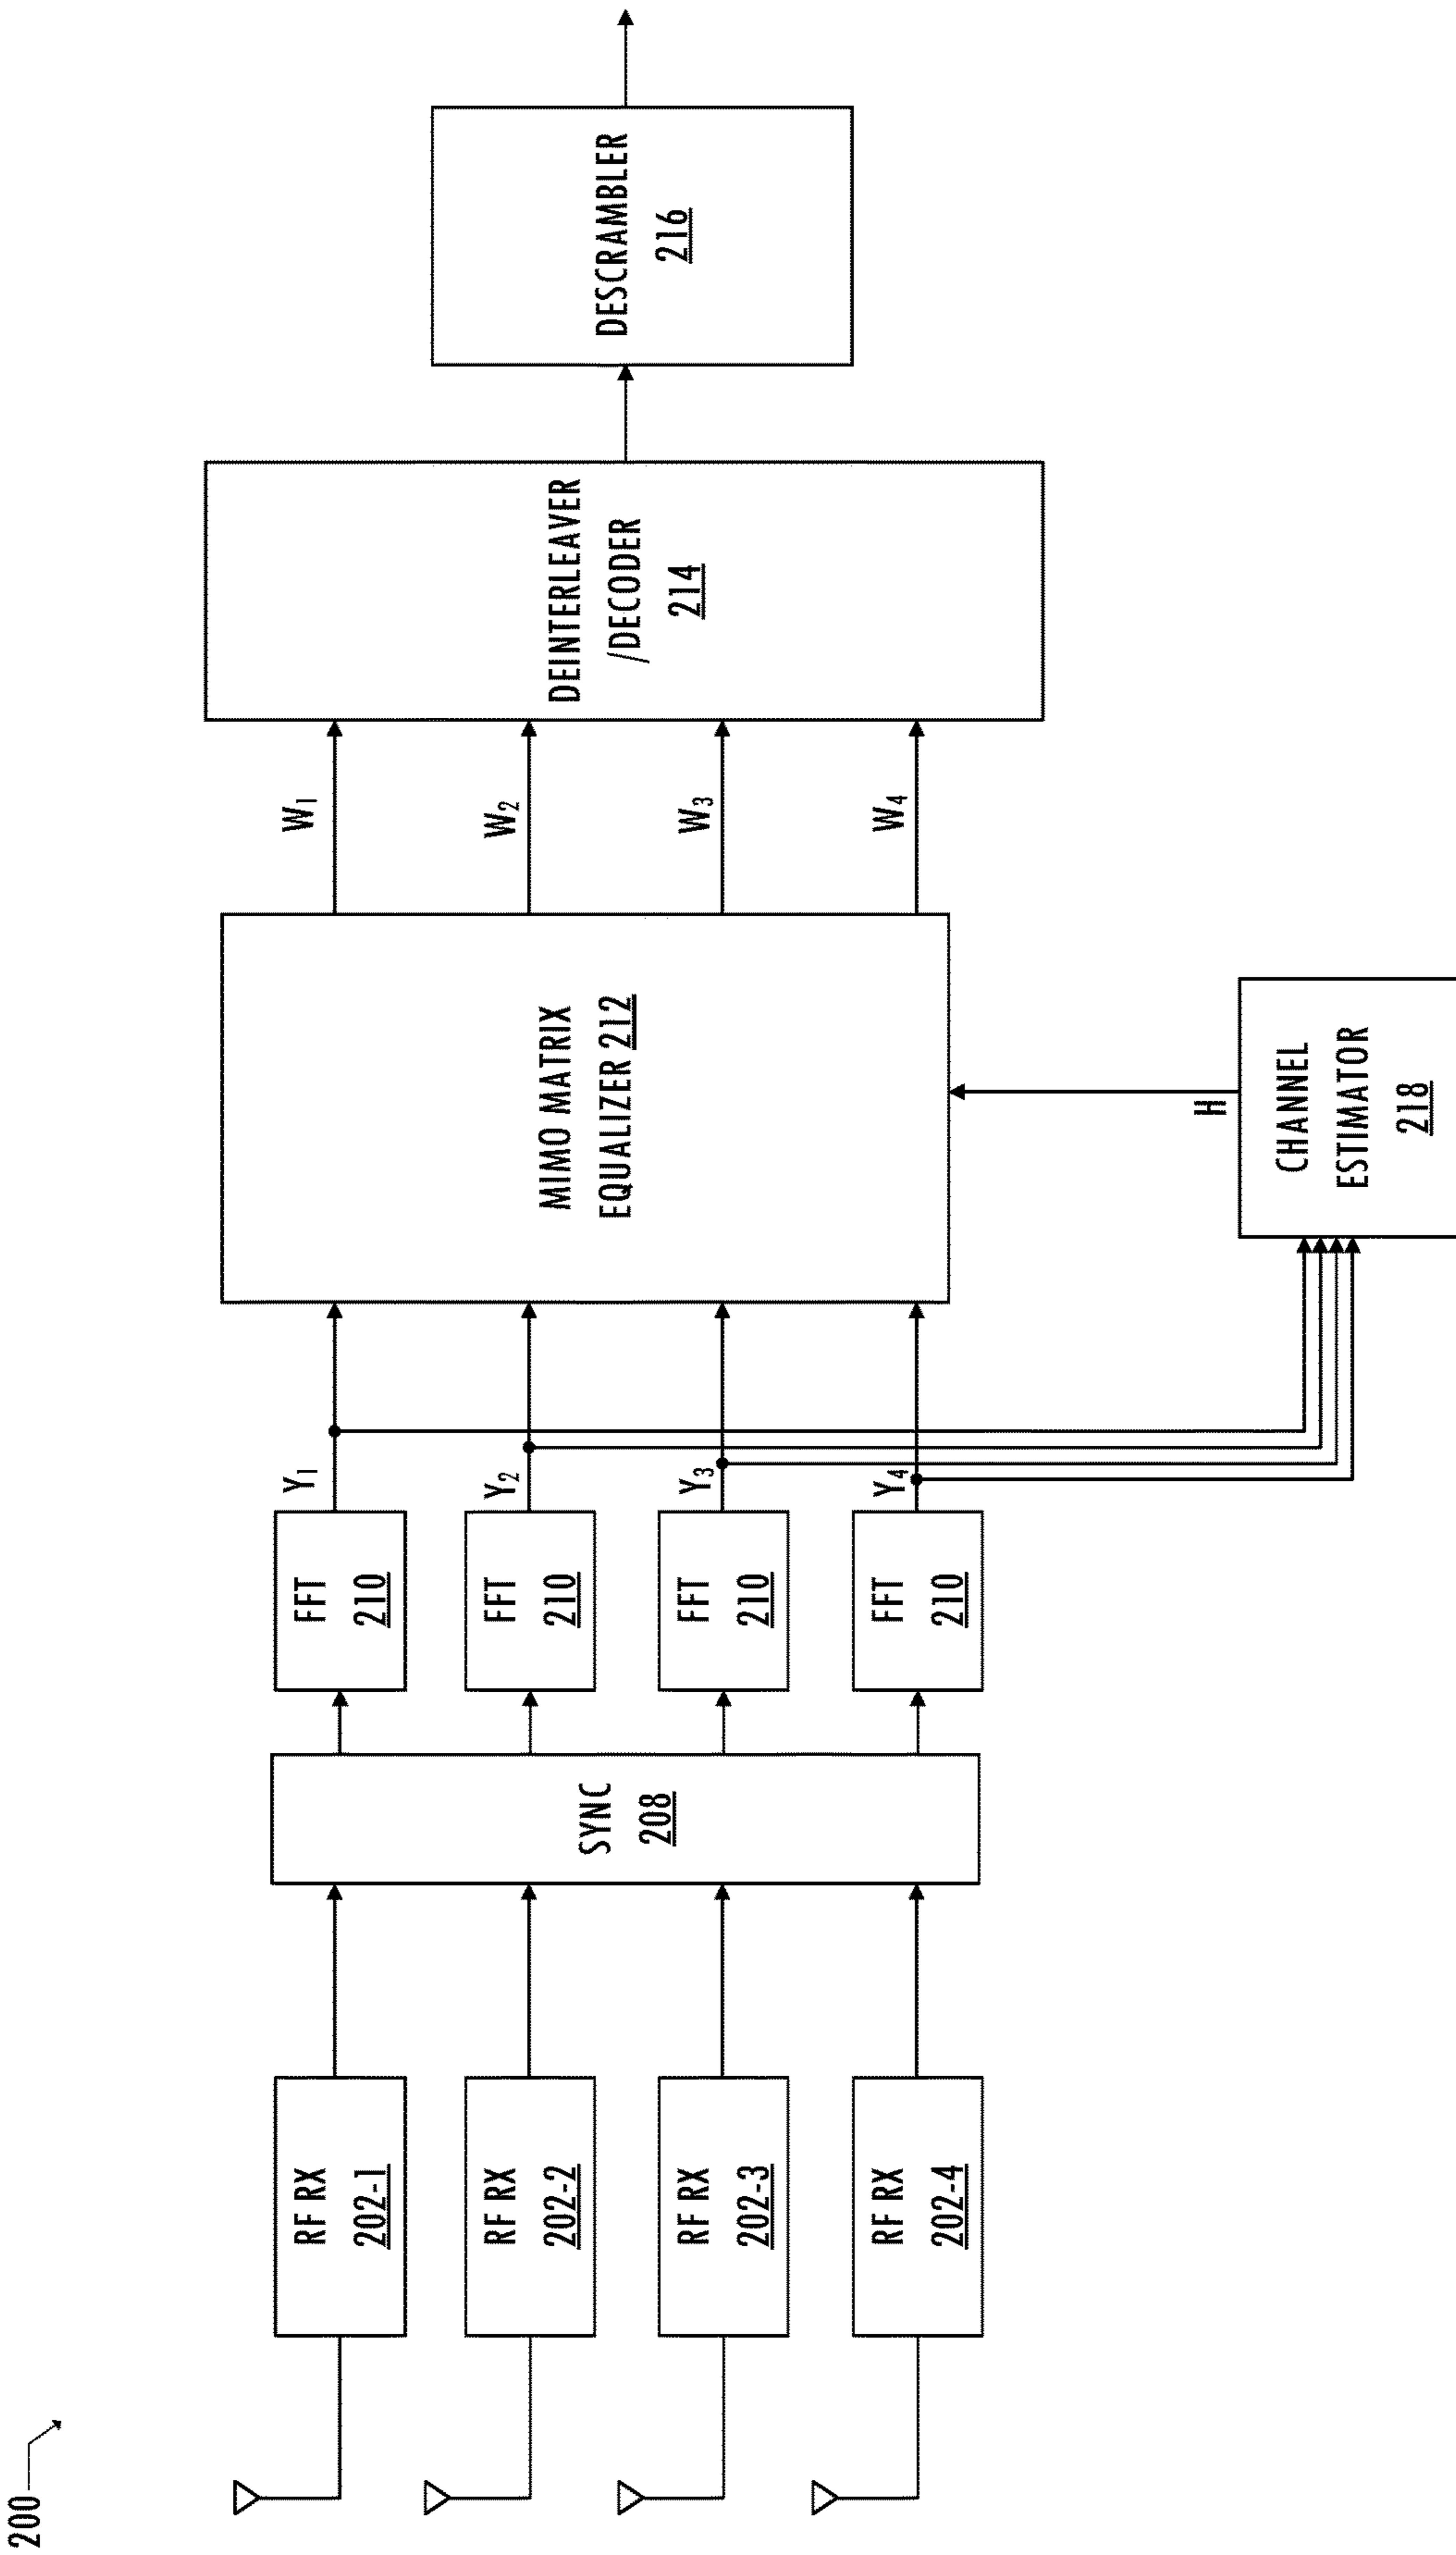 200
RF RX
202-1
RF RX
202-2
RF RX
202-3
RF RX
202-4
SYNC
208
FFT
210
FFT
210
FFT
210
FFT
210
Y1
Y2
Y3
Y4
MIMO MATRIX
EQUALIZER 212
H
CHANNEL
ESTIMATOR
218
W1
W2
W3
W4
DEINTERLEAVER
/DECODER
214
DESCRAMBLER
216